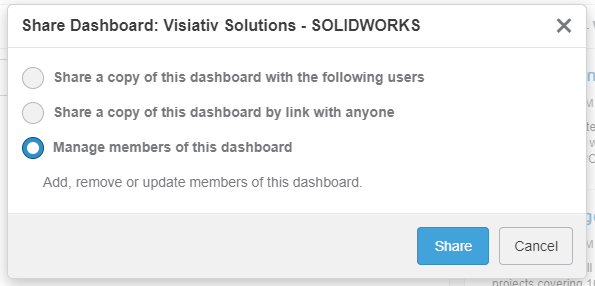 Share Dashboard: Visiativ Solutions - SOLIDWORKS
Share a copy of this dashboard with the following users
Share a copy of this dashboard by link with anyone
Manage members of this dashboard
Add, remove or update members of this dashboard.
Share
Cancel
projects covering